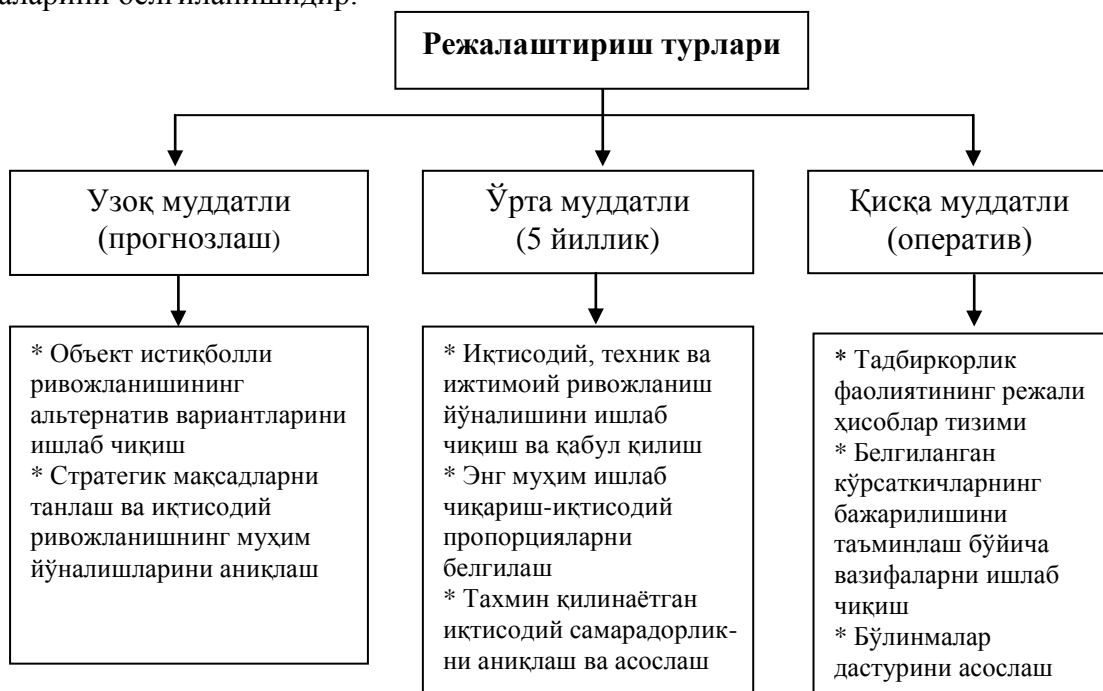 аларини белгиланишидир.
Режалаштириш турлари
Узоқ муддатли
(прогнозлаш)
Ўрта муддатли
(5 йиллик)
Қисқа муддатли
(оператив)
* Объект истиқболли
ривожланишининг
альтернатив вариантларини
ишлаб чиқиш
* Стратегик мақсадларни
танлаш ва иқтисодий
ривожланишнинг муҳим
йўналишларини аниқлаш
* Иқтисодий, техник ва
ижтимоий ривожланиш
йўналишини ишлаб
чиқиш ва қабул қилиш
* Энг муҳим ишлаб
чиқариш-иқтисодий
пропорцияларни
белгилаш
* Тахмин қилинаётган
иқтисодий самарадорлик-
ни аниқлаш ва асослаш
* Тадбиркорлик
фаолиятининг режали
ҳисоблар тизими
* Белгиланган
кўрсаткичларнинг
бажарилишини
таъминлаш бўйича
вазифаларни ишлаб
чиқиш
* Бўлинмалар
дастурини асослаш